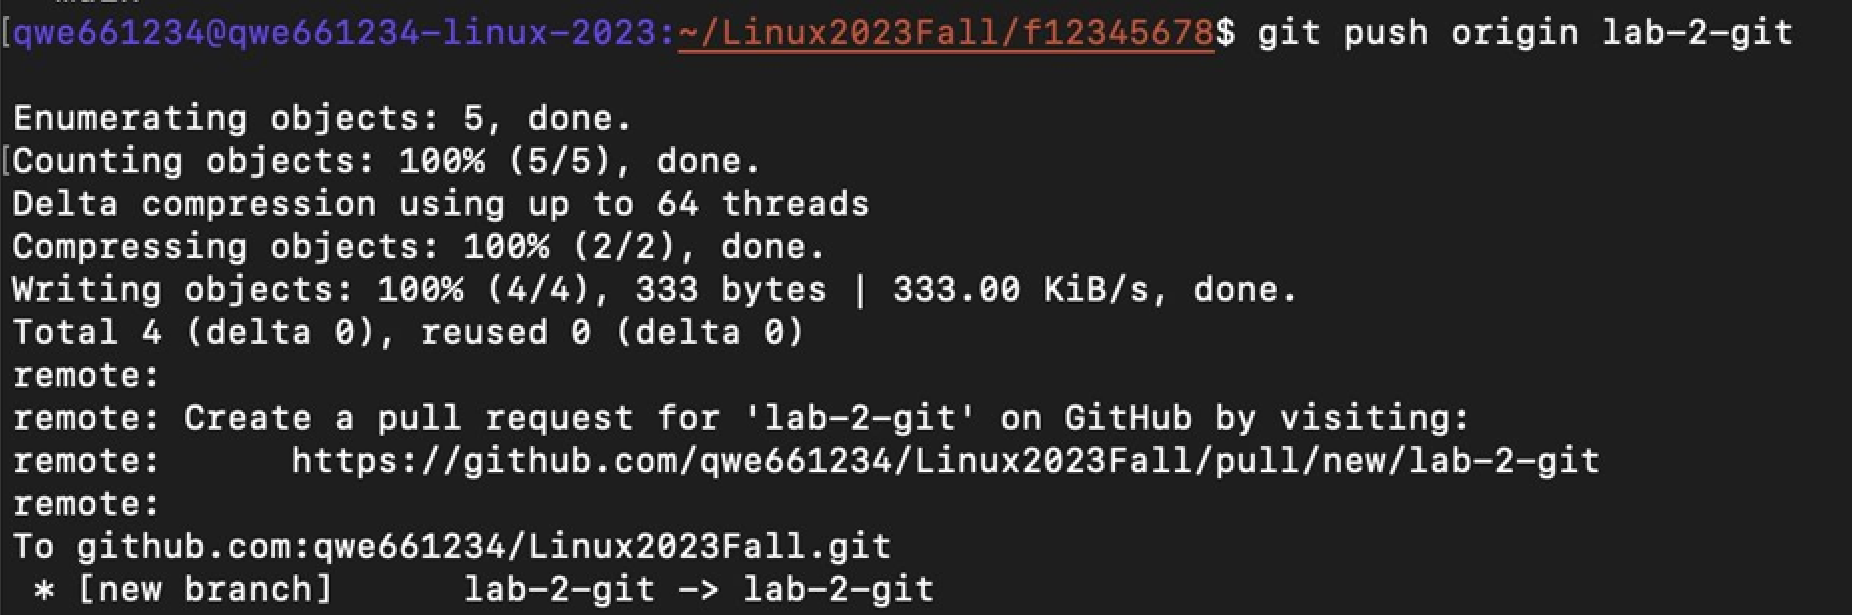 [qwe661234@qwe661234-linux-2023:~/Linux2023Fall/f12345678$ git push origin lab-2-git
Enumerating objects: 5, done.
[Counting objects: 100% (5/5), done.
Delta compression using up to 64 threads
Compressing objects: 100% (2/2), done.
Writing objects: 100% (4/4), 333 bytes | 333.00 KiB/s, done.
Total 4 (delta 0), reused 0 (delta 0)
remote:
remote: Create a pull request for 'lab-2-git' on GitHub by visiting:
remote:      https://github.com/qwe661234/Linux2023Fall/pull/new/lab-2-git
remote:
To github.com:qwe661234/Linux2023Fall.git
 * [new branch]      lab-2-git -> lab-2-git